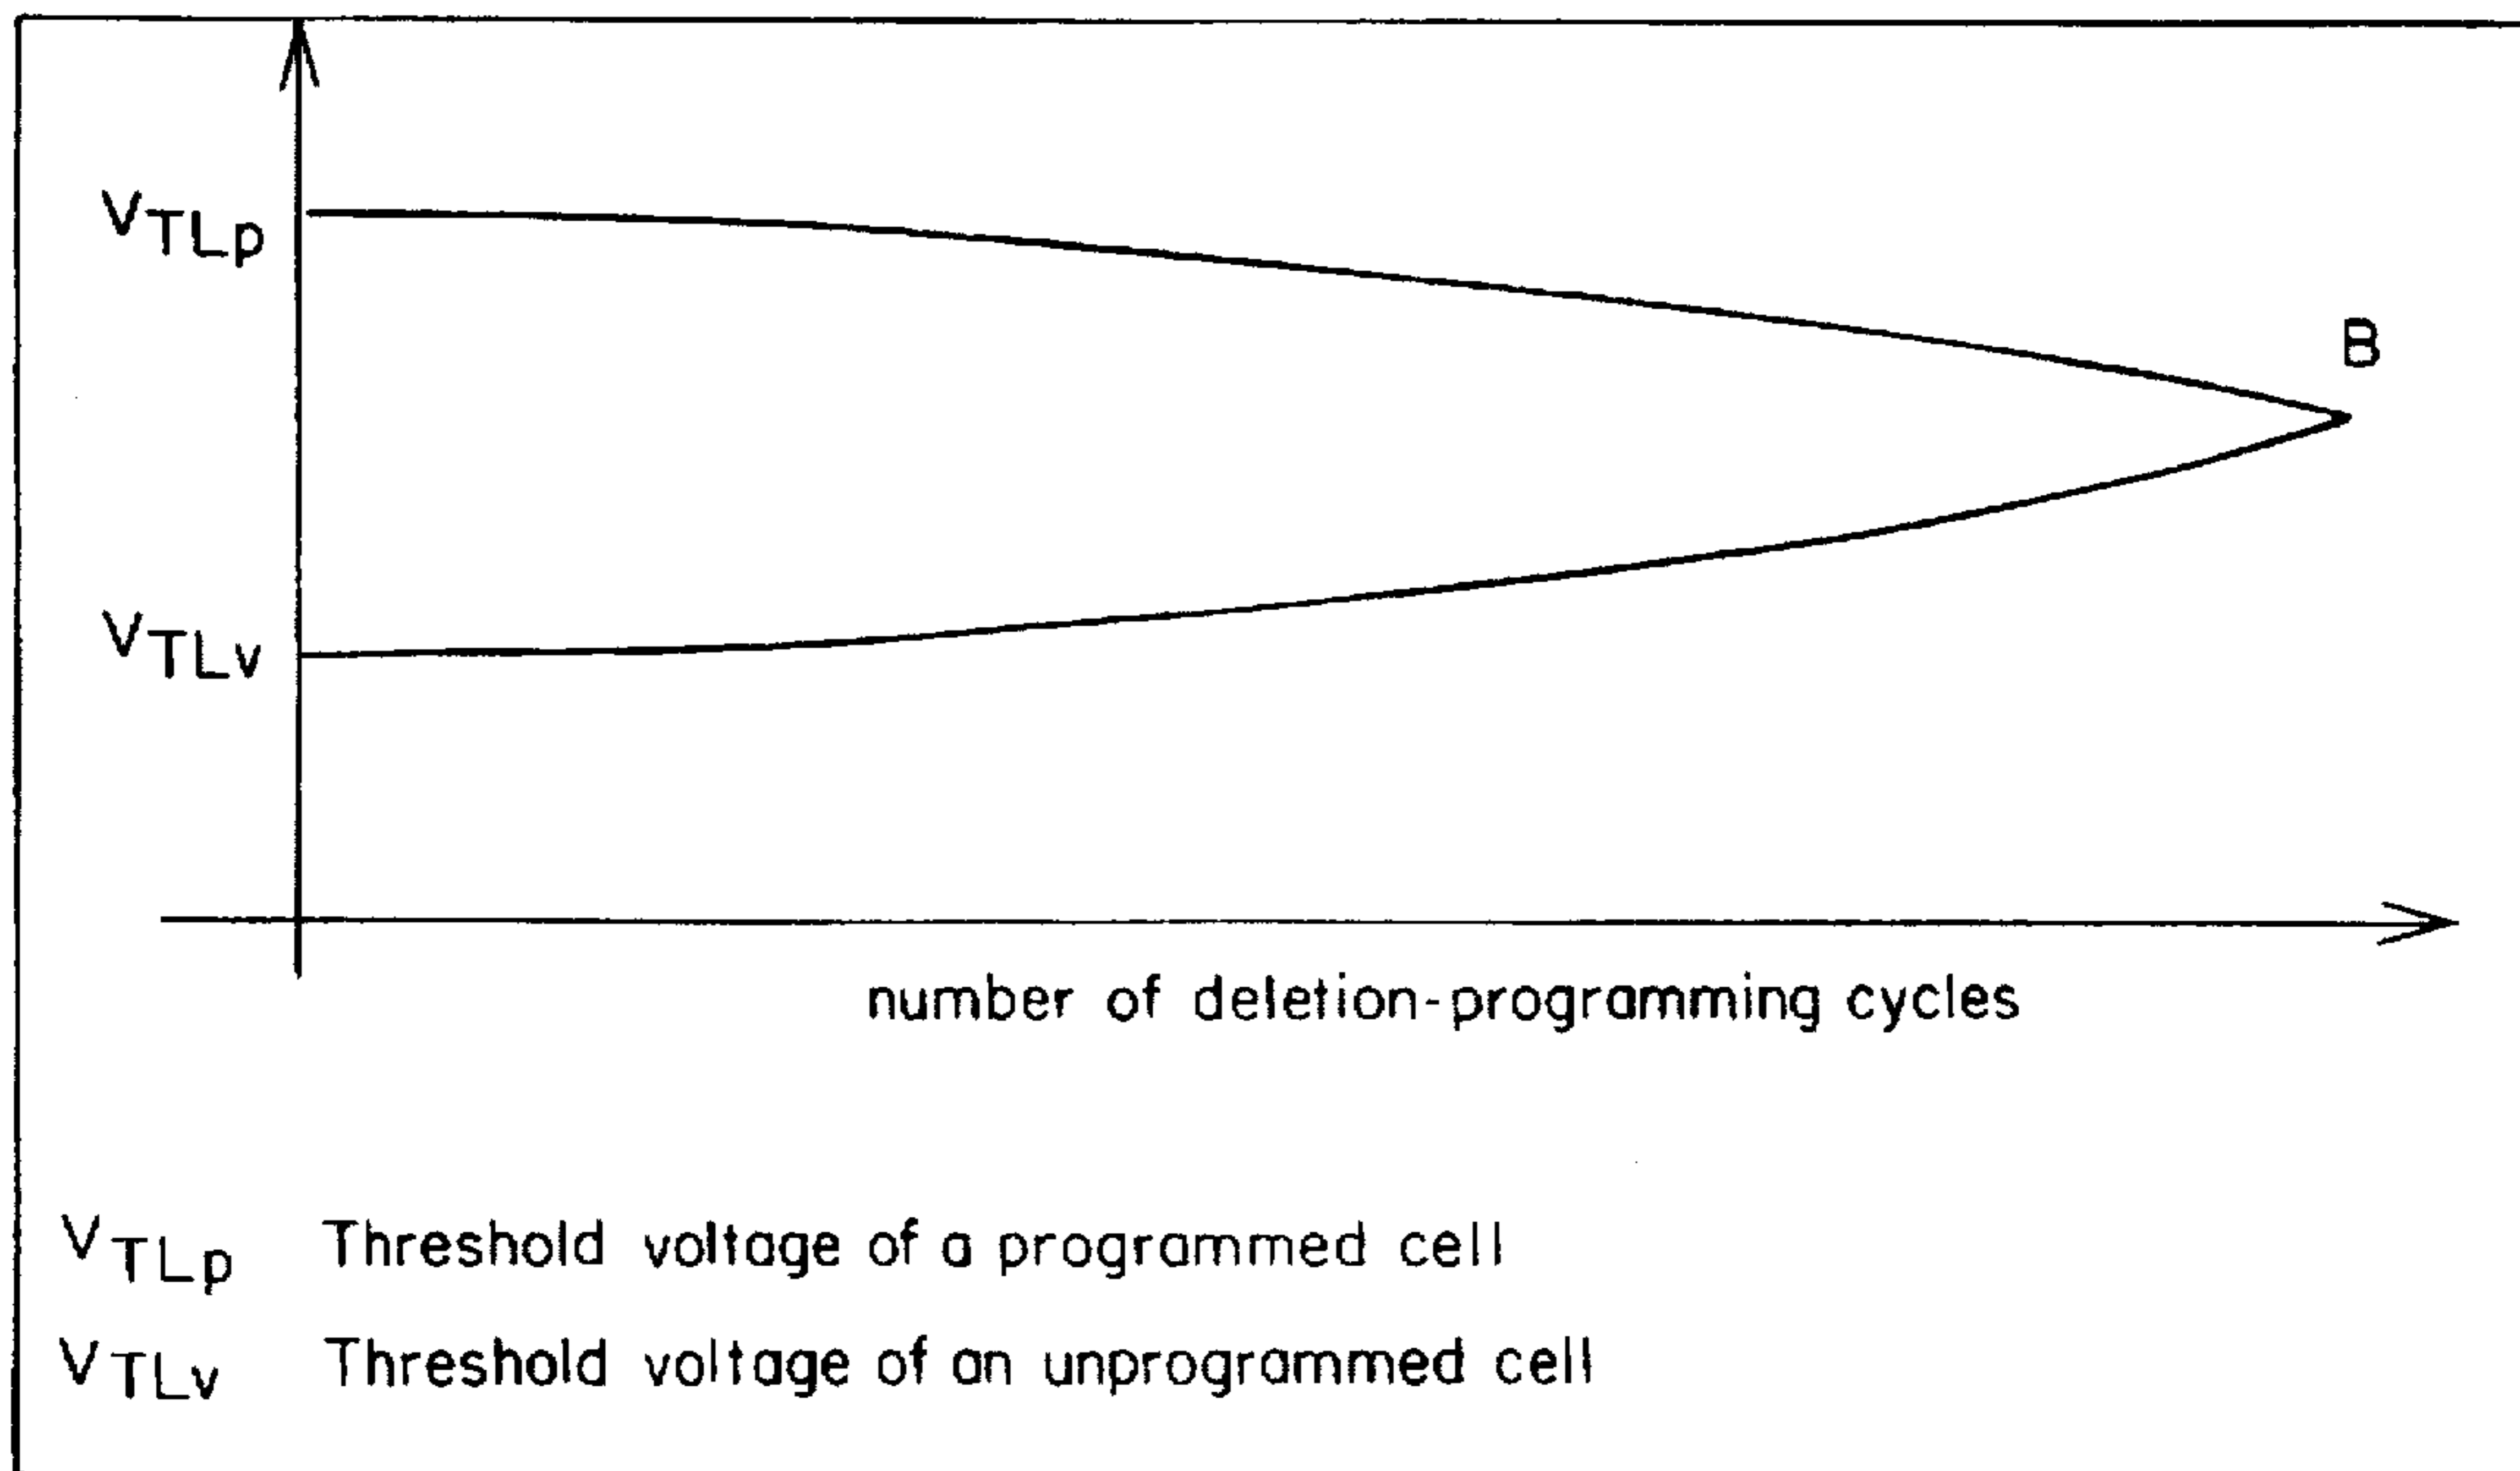 VTLp
B
VTLv
number of deletion-programming cycles
VTLp Threshold voltage of a programmed cell
VTLv Threshold voltage of an unprogrammed cell